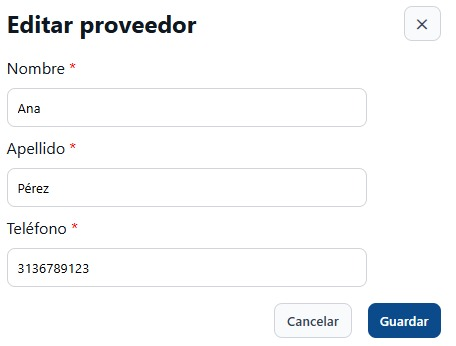 Editar proveedor
×
Nombre *
Ana
Apellido *
Pérez
Teléfono *
3136789123
Cancelar Guardar